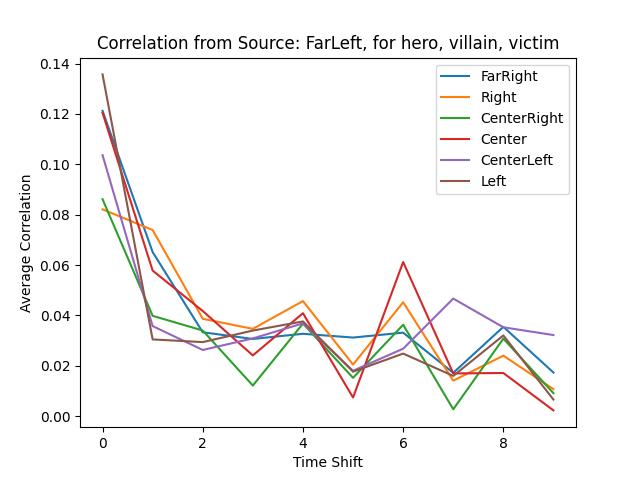 Correlation from Source: FarLeft, for hero, villain, victim
0.14
0.12
0.10
0.08
0.06
0.04
0.02
0.00
Average Correlation
FarRight
Right
CenterRight
Center
CenterLeft
Left
0 2 4 6 8
Time Shift